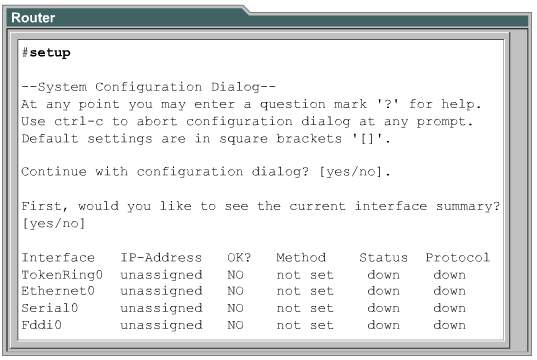 Router
#setup
--System Configuration Dialog--
At any point you may enter a question mark '?' for help.
Use ctrl-c to abort configuration dialog at any prompt.
Default settings are in square brackets '[]'.
Continue with configuration dialog? [yes/no].
First, would you like to see the current interface summary?
[yes/no]
Interface IP-Address OK? Method Status Protocol
TokenRing0 unassigned NO not set down down
Ethernet0 unassigned NO not set down down
Serial0 unassigned NO not set down down
Fddi0 unassigned NO not set down down